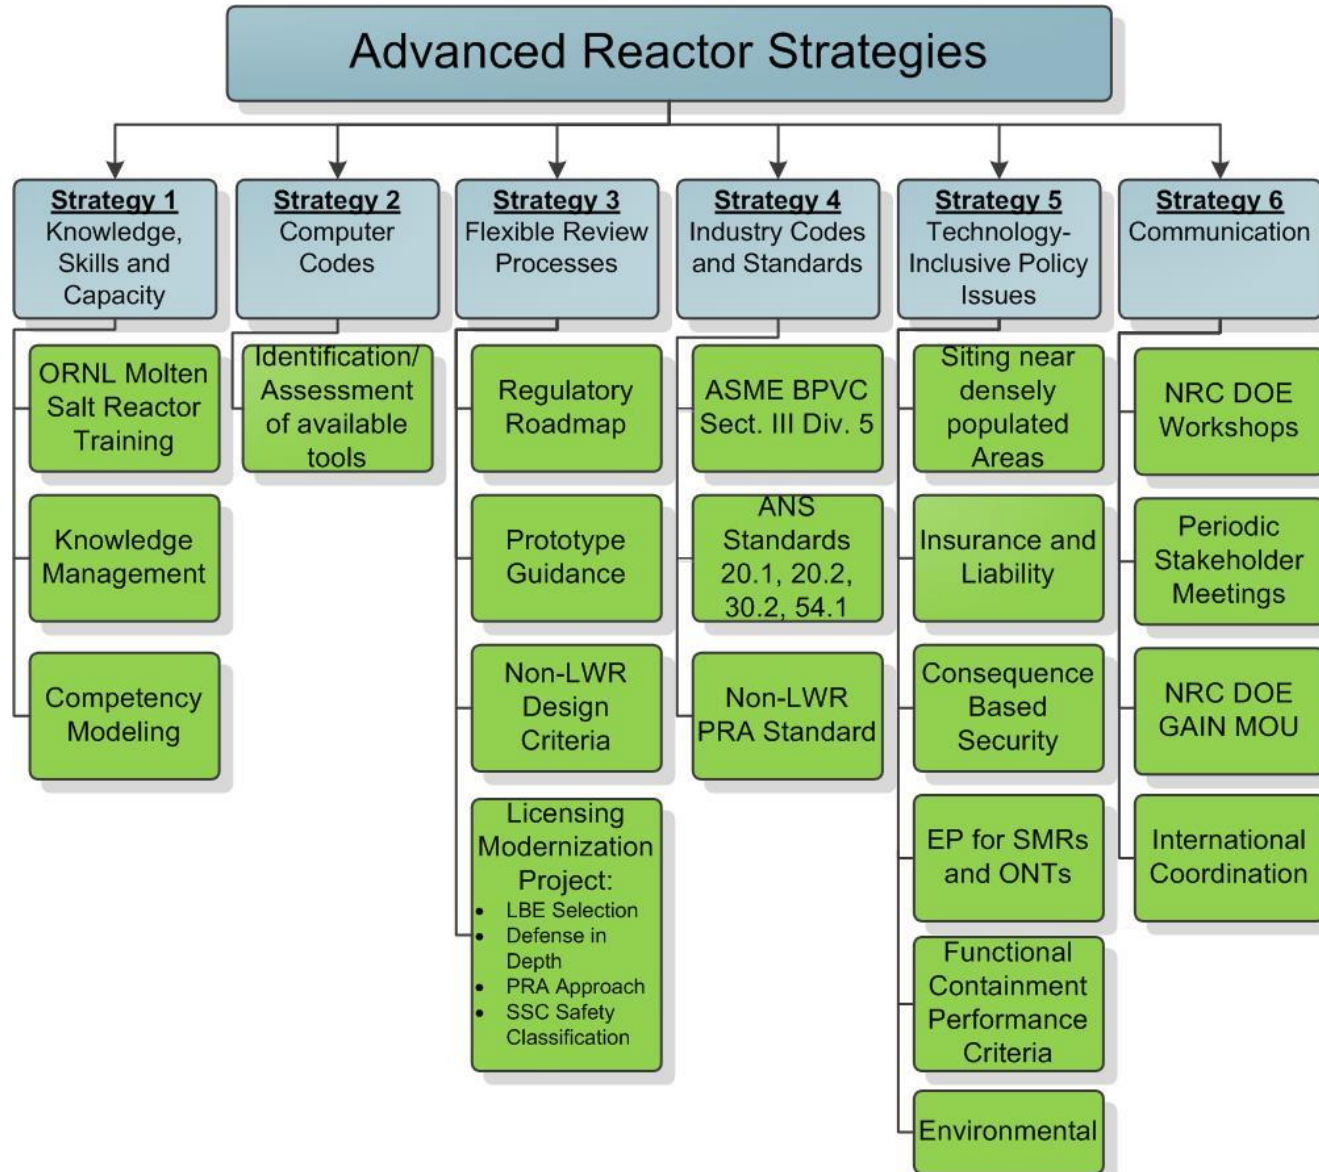 Advanced Reactor Strategies
Strategy 1
Knowledge,
Skills and
Capacity
ORNL Molten
Salt Reactor
Training
Knowledge
Management
Competency
Modeling
Strategy 2
Computer
Codes
Identification/
Assessment
of available
tools
Strategy 3
Flexible Review
Processes
Regulatory
Roadmap
Prototype
Guidance
Non-LWR
Design
Criteria
Licensing
Modernization
Project:
• LBE Selection
• Defense in
Depth
• PRA Approach
• SSC Safety
Classification
Strategy 4
Industry Codes
and Standards
ASME BPVC
Sect. III Div. 5
ANS
Standards
20.1, 20.2,
30.2, 54.1
Non-LWR
PRA Standard
Strategy 5
Technology-
Inclusive Policy
Issues
Siting near
densely
populated
Areas
Insurance and
Liability
Consequence
Based
Security
EP for SMRs
and ONTs
Functional
Containment
Performance
Criteria
Environmental
Strategy 6
Communication
NRC DOE
Workshops
Periodic
Stakeholder
Meetings
NRC DOE
GAIN MOU
International
Coordination